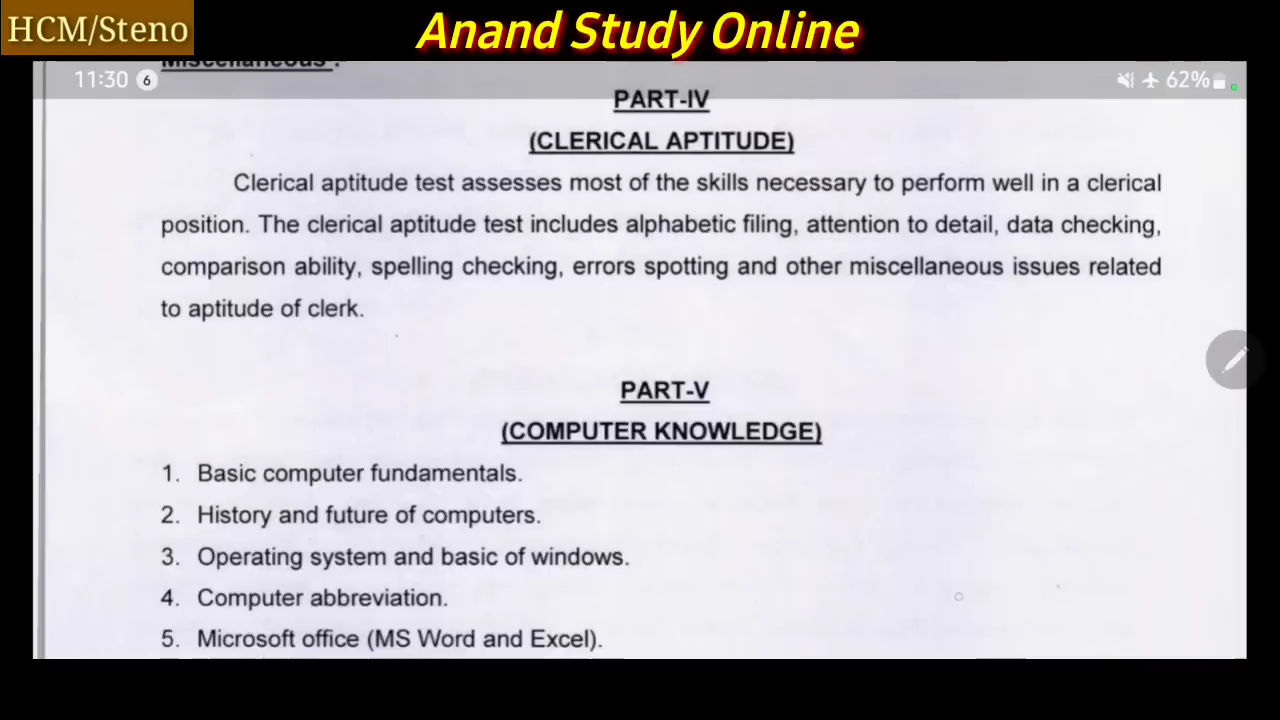 HCM/Steno
Anand Study Online
Miscellaneous :
11:30 6
62%
PART-IV
(CLERICAL APTITUDE)
Clerical aptitude test assesses most of the skills necessary to perform well in a clerical
position. The clerical aptitude test includes alphabetic filing, attention to detail, data checking,
comparison ability, spelling checking, errors spotting and other miscellaneous issues related
to aptitude of clerk.
PART-V
(COMPUTER KNOWLEDGE)
1. Basic computer fundamentals.
2. History and future of computers.
3. Operating system and basic of windows.
4. Computer abbreviation.
5. Microsoft office (MS Word and Excel).